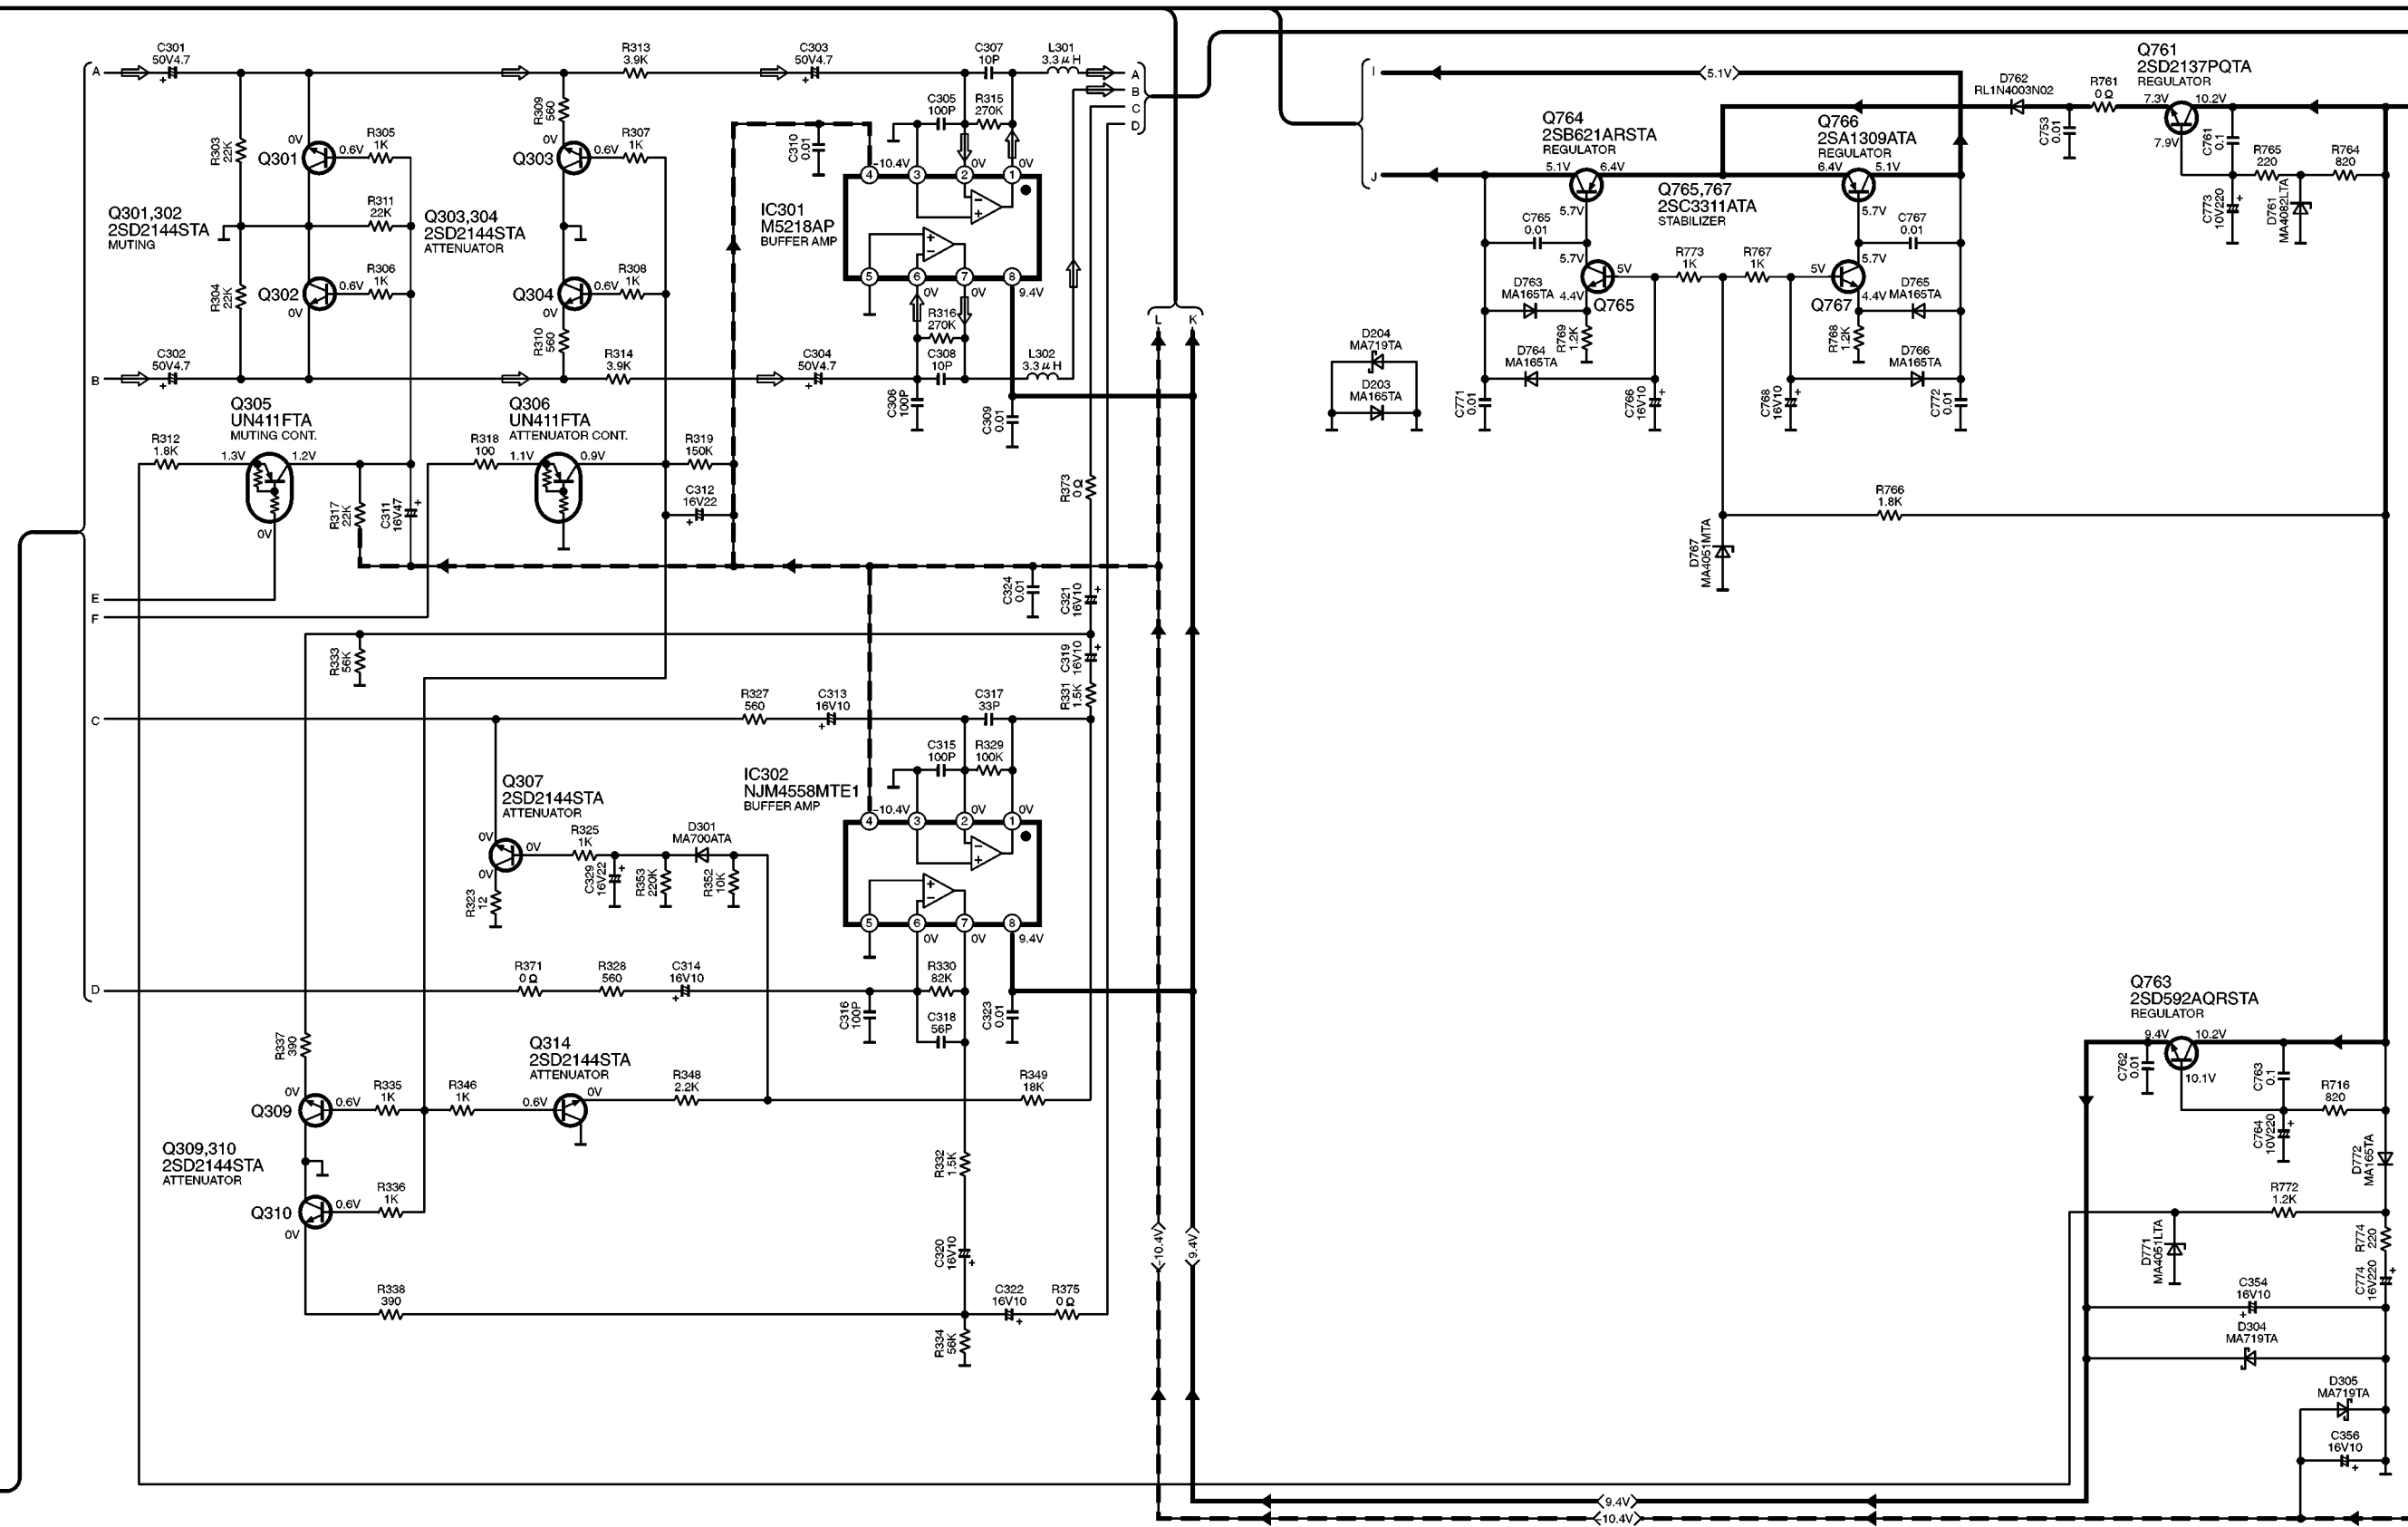 A
C301
50V4.7
+
R313
3.9K
C303
50V4.7
+
C307
10P
L301
3.3μH
A
B
C
D
R309
560
C305
100P
R315
270K
R303
22K
0V
Q301
0.6V
R305
1K
0V
Q303
0.6V
R307
1K
C310
0.01
-10.4V
0V
0V
4
3
2
1
Q301,302
2SD2144STA
MUTING
R311
22K
Q303,304
2SD2144STA
ATTENUATOR
IC301
M5218AP
BUFFER AMP
−
+
+
−
R304
22K
Q302
0.6V
R306
1K
0V
Q304
0.6V
R308
1K
0V
5
6
7
8
0V
0V
9.4V
R310
560
R316
270K
C302
50V4.7
+
B
R314
3.9K
C304
50V4.7
+
C308
10P
L302
3.3μH
C306
100P
C309
0.01
L
K
Q305
UN411FTA
MUTING CONT.
Q306
UN411FTA
ATTENUATOR CONT.
R312
1.8K
1.3V
1.2V
R318
100
1.1V
0.9V
R319
150K
C312
16V22
+
R317
22K
C311
16V47
+
0V
R373
0Ω
E
F
C324
0.01
C321
16V10
+
R333
56K
C319
16V10
+
R331
1.5K
C
R327
560
C313
16V10
+
C317
33P
C315
100P
R329
100K
Q307
2SD2144STA
ATTENUATOR
IC302
NJM4558MTE1
BUFFER AMP
-10.4V
0V
0V
4
3
2
1
−
+
+
−
0V
0V
0V
R325
1K
D301
MA700ATA
C329
16V22
+
R353
220K
R352
10K
R323
12
5
6
7
8
0V
0V
9.4V
D
R371
0Ω
R328
560
C314
16V10
+
R330
82K
C316
100P
C318
56P
C323
0.01
R337
390
Q314
2SD2144STA
ATTENUATOR
0V
Q309
0.6V
R335
1K
R346
1K
0.6V
0V
R348
2.2K
R349
18K
Q309,310
2SD2144STA
ATTENUATOR
R332
1.5K
Q310
0.6V
0V
R336
1K
C320
16V10
+
-10.4V
9.4V
R338
390
C322
16V10
+
R375
0Ω
R334
56K
I
5.1V
J
Q764
2SB621ARSTA
REGULATOR
5.1V
6.4V
5.7V
Q765,767
2SC3311ATA
STABILIZER
Q766
2SA1309ATA
REGULATOR
6.4V
5.1V
5.7V
D762
RL1N4003N02
C753
0.01
R761
0Ω
Q761
2SD2137PQTA
REGULATOR
7.3V
10.2V
7.9V
C761
0.1
R765
220
R764
820
C773
10V220
+
D761
MA4082LTA
C765
0.01
C767
0.01
5.7V
5V
4.4V
Q765
R773
1K
R767
1K
5.7V
5V
4.4V
Q767
D763
MA165TA
D765
MA165TA
R769
1.2K
R768
1.2K
D764
MA165TA
D766
MA165TA
C771
0.01
C766
16V10
+
C768
16V10
+
C772
0.01
D204
MA719TA
D203
MA165TA
R766
1.8K
D767
MA4051MTA
Q763
2SD592AQRSTA
REGULATOR
9.4V
10.2V
10.1V
C762
0.01
C763
0.1
R716
820
C764
10V220
+
D772
MA165TA
R772
1.2K
D771
MA4051LTA
R774
220
C774
16V220
+
C354
16V10
+
D304
MA719TA
D305
MA719TA
C356
16V10
+
9.4V
-10.4V